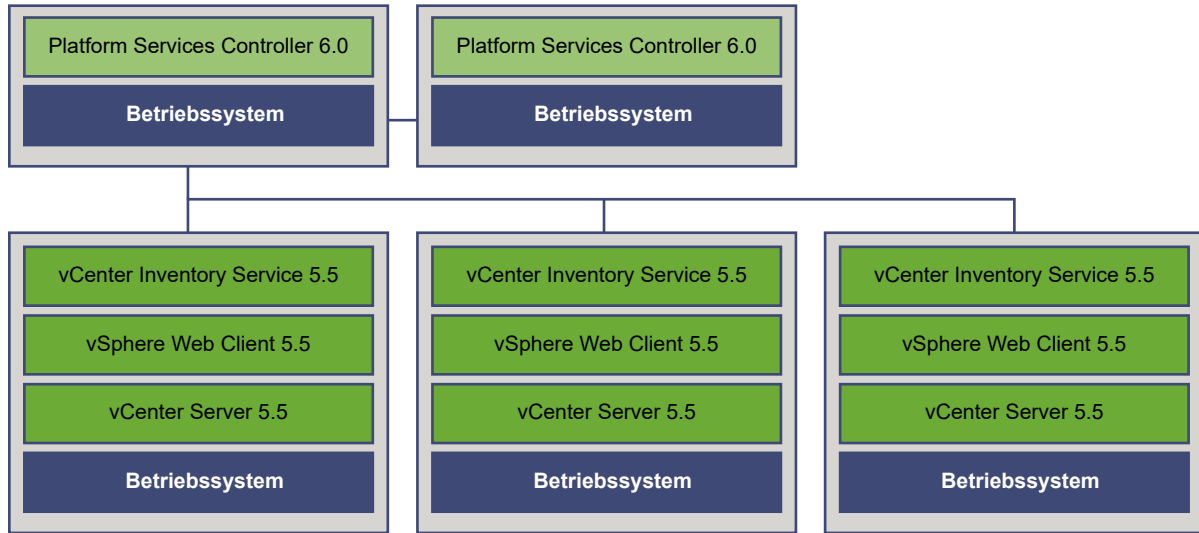 Platform Services Controller 6.0
Betriebssystem
Platform Services Controller 6.0
Betriebssystem
vCenter Inventory Service 5.5
vSphere Web Client 5.5
vCenter Server 5.5
Betriebssystem
vCenter Inventory Service 5.5
vSphere Web Client 5.5
vCenter Server 5.5
Betriebssystem
vCenter Inventory Service 5.5
vSphere Web Client 5.5
vCenter Server 5.5
Betriebssystem